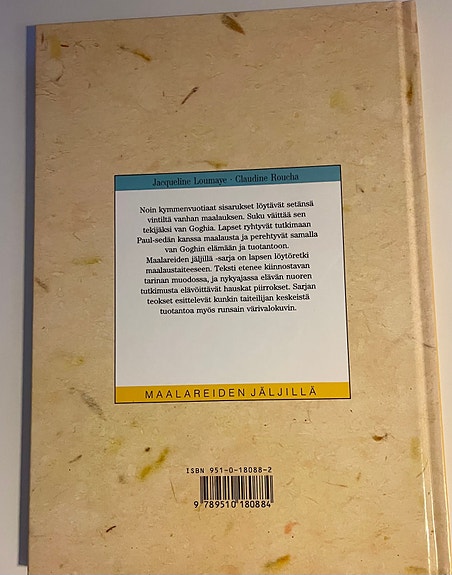 Jacqueline Loumaye · Claudine Roucha
Noin kymmenvuotiaat sisarukset löytävät setänsä
vintiltä vanhan maalauksen. Suku väittää sen
tekijäksi van Goghia. Lapset ryhtyvät tutkimaan
Paul-sedän kanssa maalausta ja perehtyvät samalla
van Goghin elämään ja tuotantoon.
Maalareiden jäljillä -sarja on lapsen löytöretki
maalaustaiteeseen. Teksti etenee kiinnostavan
tarinan muodossa, ja nykyajassa elävän nuoren
tutkimusta elävöittävät hauskat piirrokset. Sarjan
teokset esittelevät kunkin taiteilijan keskeistä
tuotantoa myös runsain värivalokuvin.
MAALAREIDEN JÄLJILLÄ
ISBN 951-0-18088-2
9 789510 180884